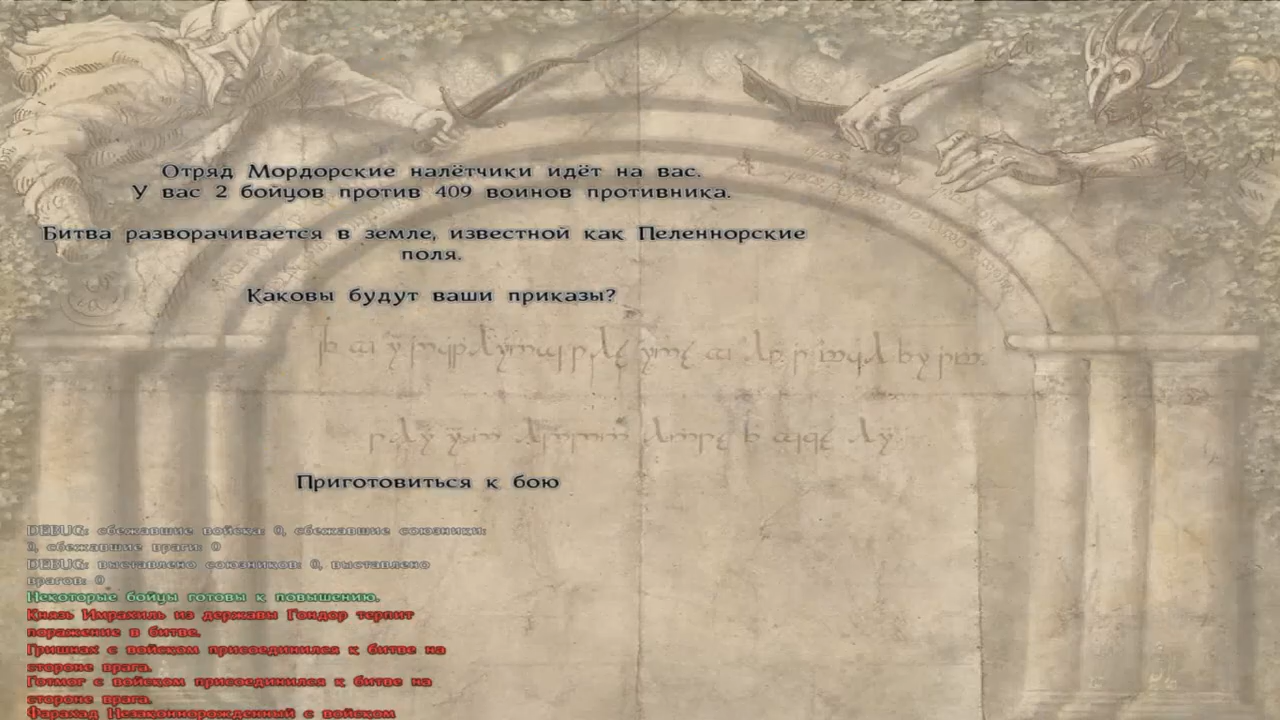 Отряд Мордорские налётчики идёт на вас.
У вас 2 бойцов против 409 воинов противника.
Битва разворачивается в земле, известной как Пеленнорские
поля.
Каковы будут ваши приказы?
Приготовиться к бою
DEBUG: сбежавшие войска: 0, сбежавшие союзники:
0, сбежавшие враги: 0
DEBUG: выставлено союзников: 0, выставлено
врагов: 0
Некоторые бойцы готовы к повышению.
Князь Имрахиль из державы Гондор терпит
поражение в битве.
Гришнак с войском присоединился к битве на
стороне врага.
Готмог с войском присоединился к битве на
стороне врага.
Фарахад Незаконнорожденный с войском